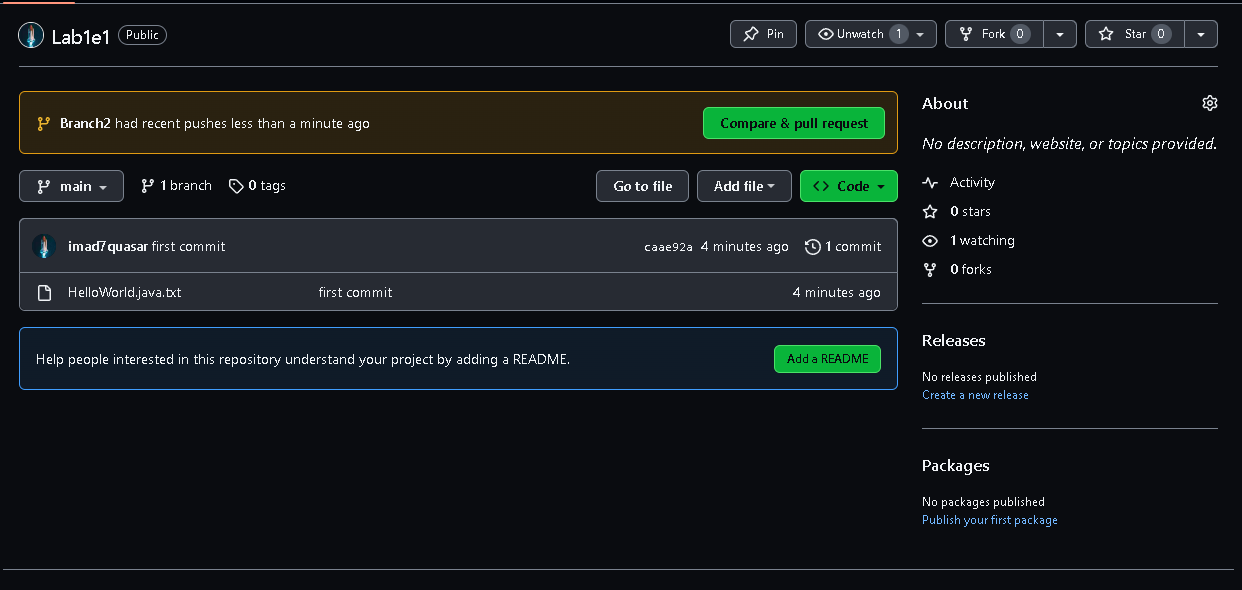 Lab1e1 Public Pin Unwatch 1 Fork 0 Star 0
Branch2 had recent pushes less than a minute ago Compare & pull request
main 1 branch 0 tags Go to file Add file Code
imad7quasar first commit caae92a 4 minutes ago 1 commit
HelloWorld.java.txt first commit 4 minutes ago
Help people interested in this repository understand your project by adding a README. Add a README
About
No description, website, or topics provided.
Activity
0 stars
1 watching
0 forks
Releases
No releases published
Create a new release
Packages
No packages published
Publish your first package